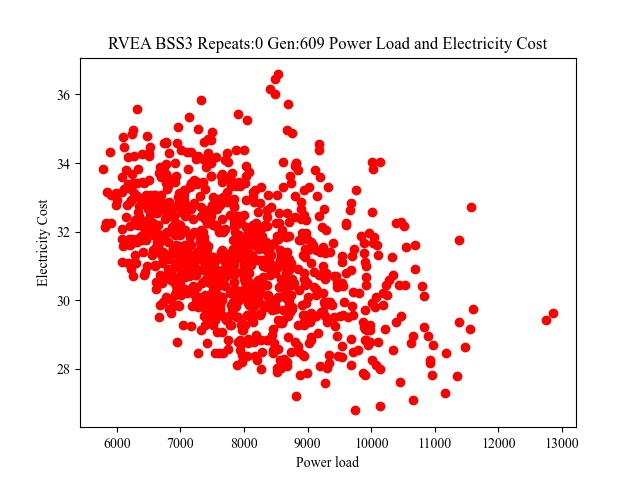 RVEA BSS3 Repeats:0 Gen:609 Power Load and Electricity Cost
36
34
32
30
28
Electricity Cost
6000 7000 8000 9000 10000 11000 12000 13000
Power load